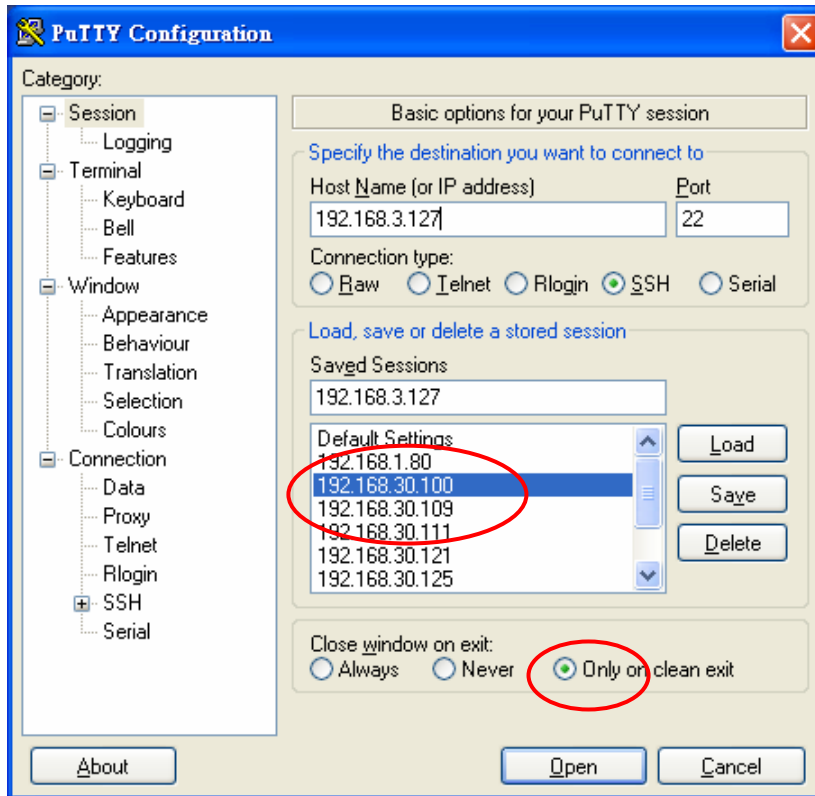 PuTTY Configuration
Category:
Session
Logging
Terminal
Keyboard
Bell
Features
Window
Appearance
Behaviour
Translation
Selection
Colours
Connection
Data
Proxy
Telnet
Rlogin
SSH
Serial
Basic options for your PuTTY session
Specify the destination you want to connect to
Host Name (or IP address) Port
192.168.3.127 22
Connection type:
Raw Telnet Rlogin SSH Serial
Load, save or delete a stored session
Saved Sessions
192.168.3.127
Default Settings
192.168.1.80
192.168.30.100
192.168.30.109
192.168.30.111
192.168.30.121
192.168.30.125
Load
Save
Delete
Close window on exit:
Always Never Only on clean exit
About Open Cancel